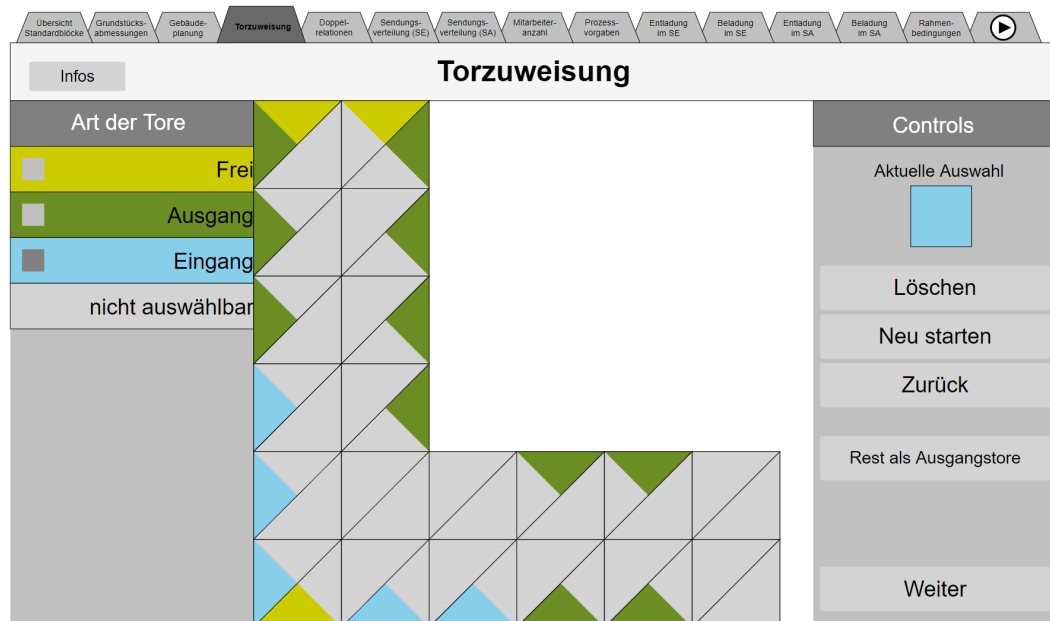 Übersicht
Standardblöcke
Grundstücks-
abmessungen
Gebäude-
planung
Torzuweisung
Doppel-
relationen
Sendungs-
verteilung (SE)
Sendungs-
verteilung (SA)
Mitarbeiter-
anzahl
Prozess-
vorgaben
Entladung
im SE
Beladung
im SE
Entladung
im SA
Beladung
im SA
Rahmen-
bedingungen
Infos
Torzuweisung
Art der Tore
Frei
Ausgang
Eingang
nicht auswählbar
Controls
Aktuelle Auswahl
Löschen
Neu starten
Zurück
Rest als Ausgangstore
Weiter